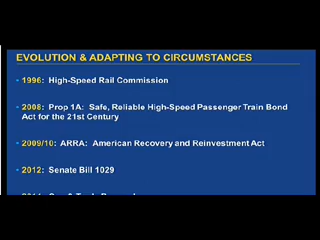 EVOLUTION & ADAPTING TO CIRCUMSTANCES
• 1996: High-Speed Rail Commission
• 2008: Prop 1A: Safe, Reliable High-Speed Passenger Train Bond
Act for the 21st Century
• 2009/10: ARRA: American Recovery and Reinvestment Act
• 2012: Senate Bill 1029